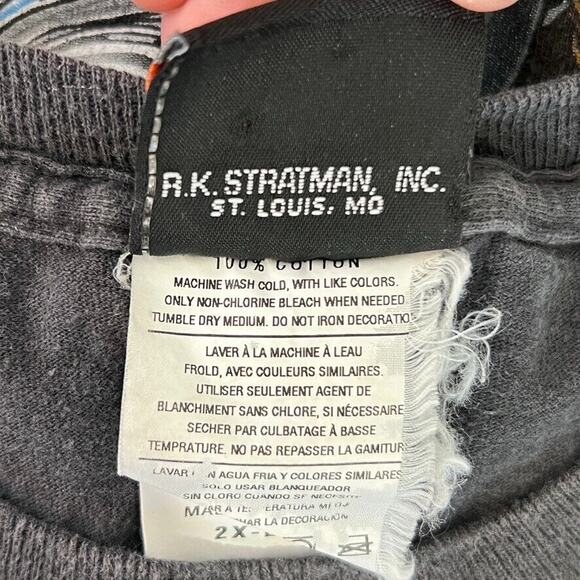 R.K. STRATMAN, INC.
ST. LOUIS, MO
100% COTTON
MACHINE WASH COLD, WITH LIKE COLORS.
ONLY NON-CHLORINE BLEACH WHEN NEEDED
TUMBLE DRY MEDIUM. DO NOT IRON DECORATIO
LAVER À LA MACHINE À LEAU
FROLD, AVEC COULEURS SIMILAIRES.
UTILISER SEULEMENT AGENT DE
BLANCHIMENT SANS CHLORE, SI NÉCESSAIRE
SECHER PAR CULBATAGE À BASSE
TEMPRATURE. NO PAS REPASSER LA GAMITUR
LAVAR N AGUA FRIA Y COLORES SIMILARES
SOLO USAR BLANQUEADOR
SIN CLORO CUANDO SE
LA DECORACIÓN
2X-